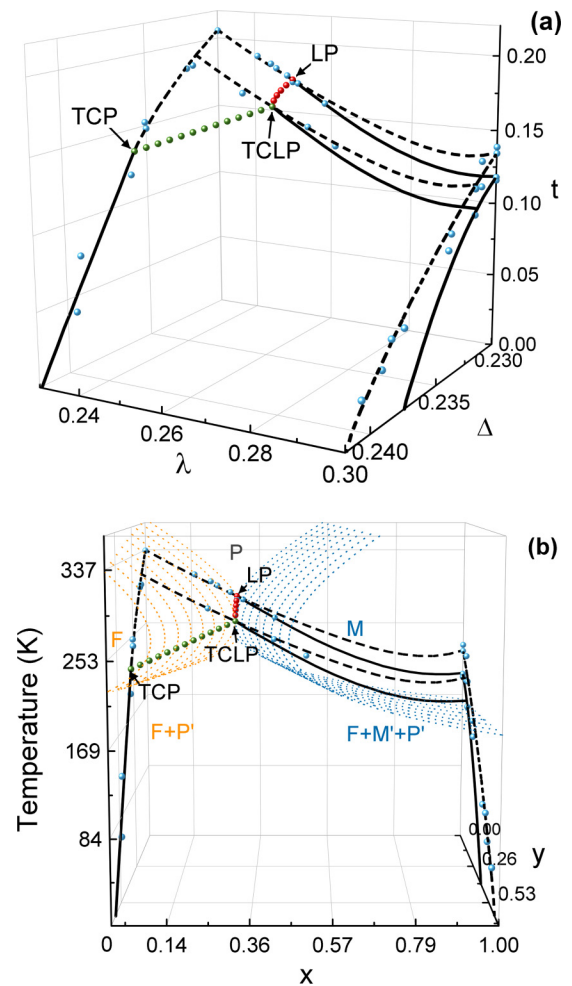 (a)
LP
0.20
TCP
0.15
TCLP
0.10
t
0.05
0.00
0.230
0.235
Δ
0.240
0.24
0.26
0.28
0.30
λ
(b)
P
LP
337
F
M
253
TCLP
TCP
F+P'
F+M'+P'
169
84
Temperature (K)
0.00
0.26
0.53
y
0
0.14
0.36
0.57
0.79
1.00
x